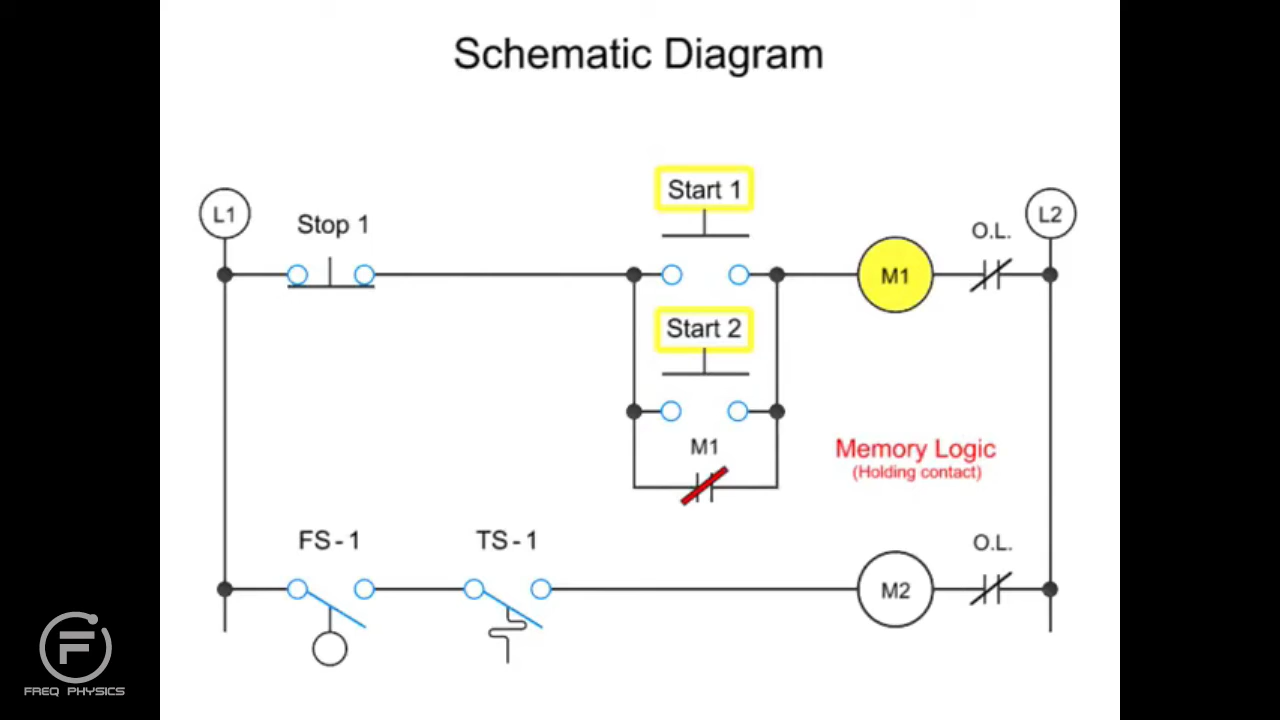 Schematic Diagram
Start 1
L1
Stop 1
L2
O.L.
M1
Start 2
M1
Memory Logic
(Holding contact)
FS - 1
TS - 1
O.L.
M2
F
FREQ PHYSICS